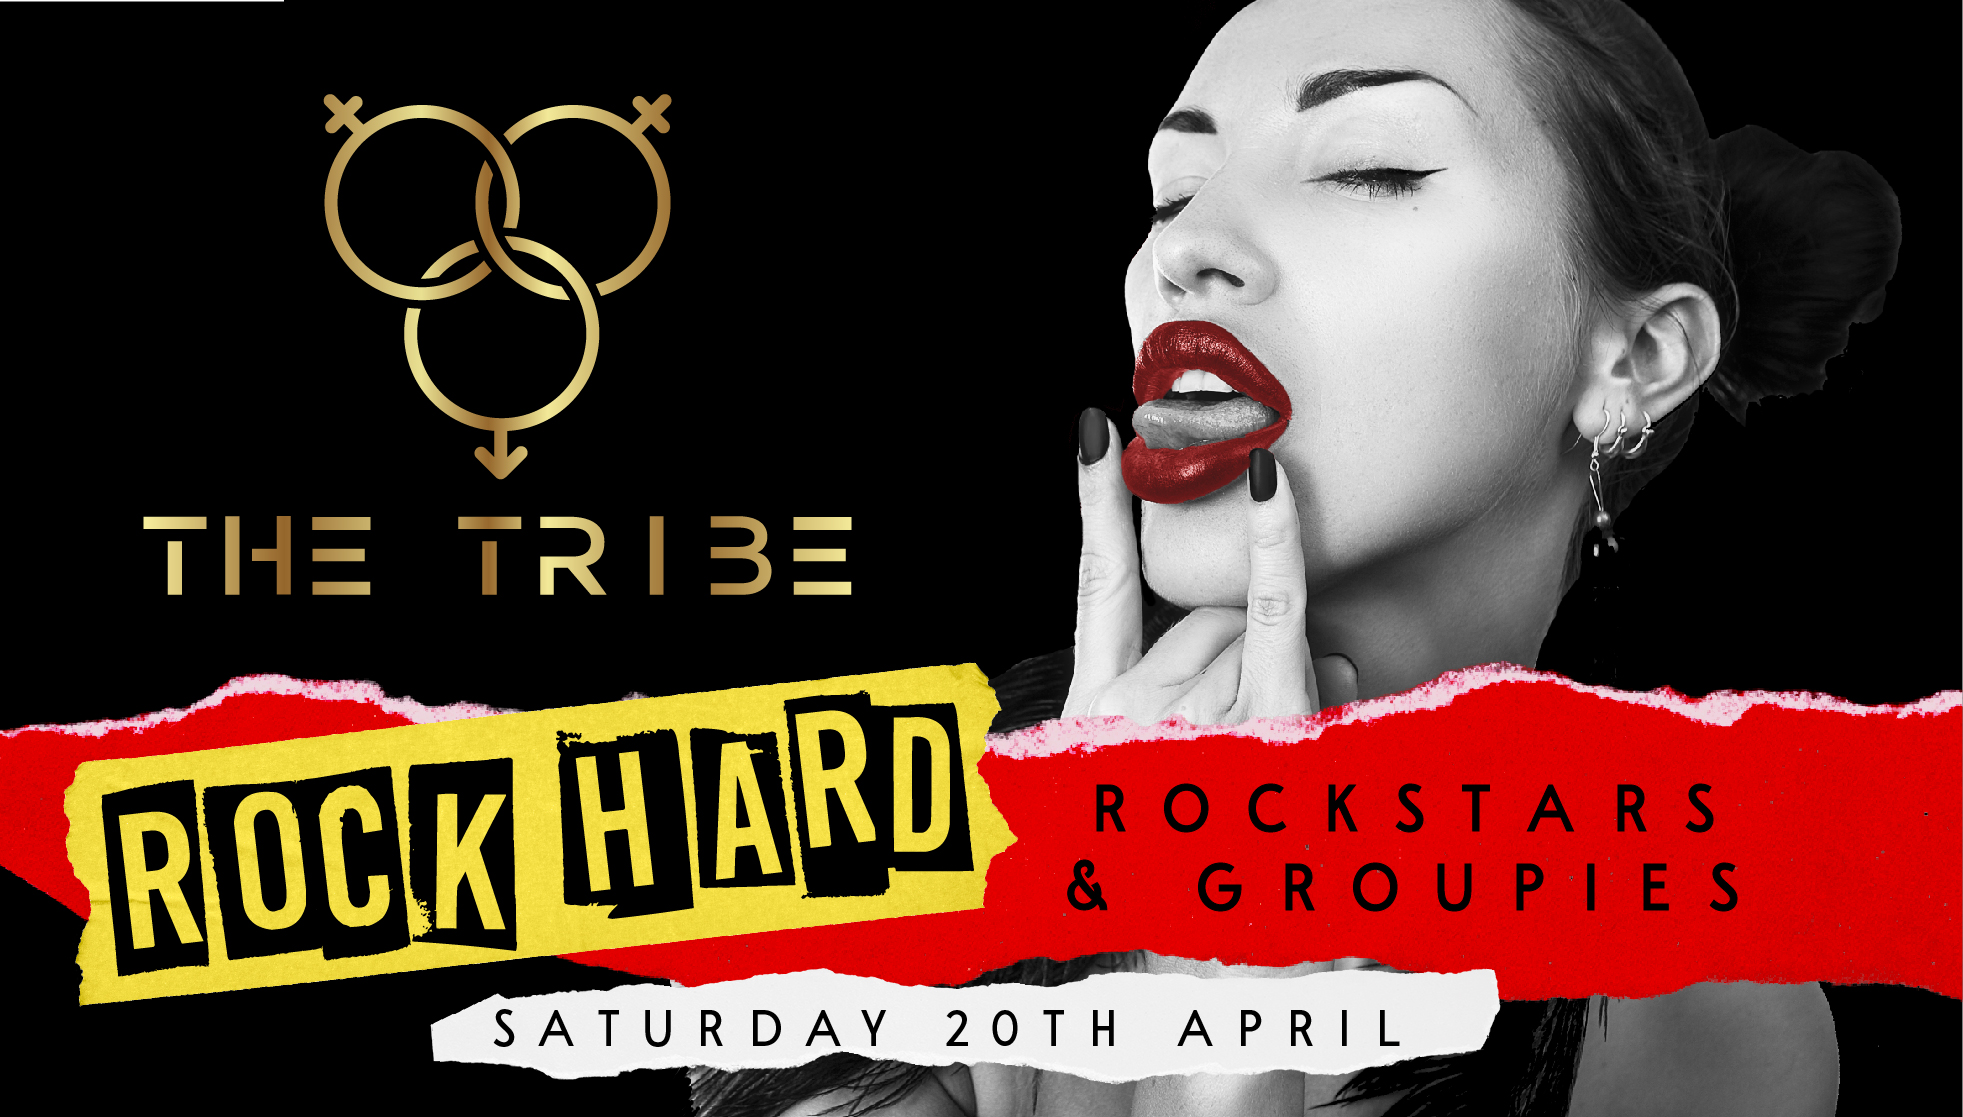 THE TRIBE
ROCK HARD
ROCKSTARS
& GROUPIES
SATURDAY 20TH APRIL